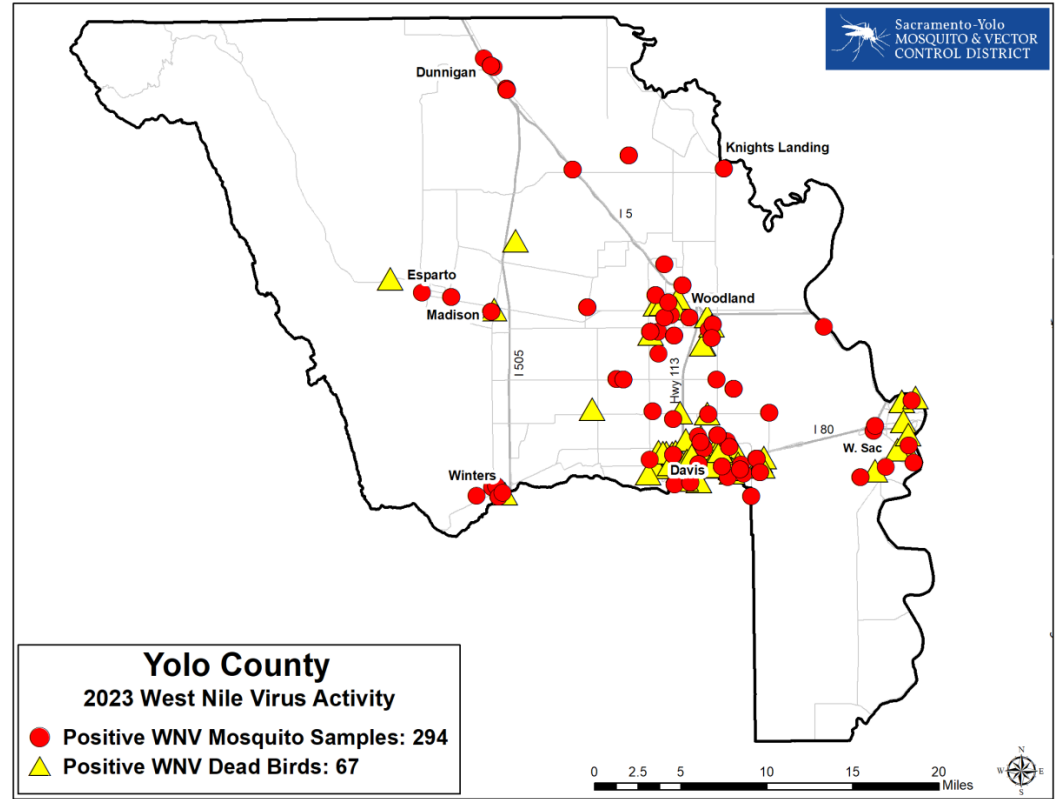 Sacramento-Yolo
MOSQUITO & VECTOR
CONTROL DISTRICT
Dunnigan
Knights Landing
I 5
Esparto
Madison
Woodland
I 505
Hwy 113
I 80
W. Sac
Winters
Davis
Yolo County
2023 West Nile Virus Activity
Positive WNV Mosquito Samples: 294
Positive WNV Dead Birds: 67
0 2.5 5 10 15 20
Miles
N
W E
S